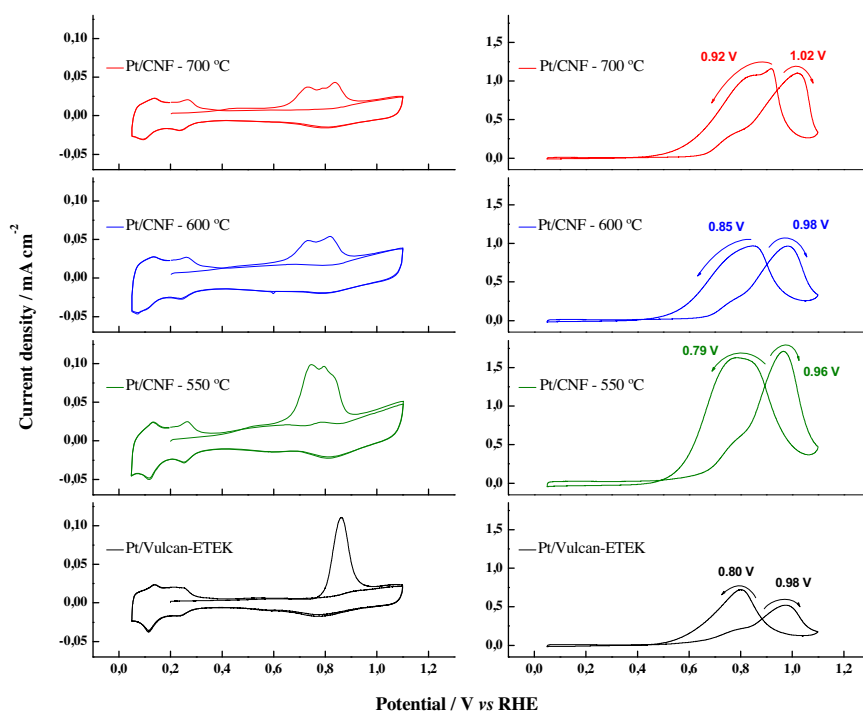 0,10
0,05
0,00
-0,05
Pt/CNF - 700 ºC
0,10
0,05
0,00
-0,05
Pt/CNF - 600 ºC
0,10
0,05
0,00
-0,05
Pt/CNF - 550 ºC
0,10
0,05
0,00
-0,05
Pt/Vulcan-ETEK
0,0 0,2 0,4 0,6 0,8 1,0 1,2
1,5
1,0
0,5
0,0
Pt/CNF - 700 ºC
0.92 V
1.02 V
1,5
1,0
0,5
0,0
Pt/CNF - 600 ºC
0.85 V
0.98 V
1,5
1,0
0,5
0,0
Pt/CNF - 550 ºC
0.79 V
0.96 V
1,5
1,0
0,5
0,0
Pt/Vulcan-ETEK
0.80 V
0.98 V
0,0 0,2 0,4 0,6 0,8 1,0 1,2
Current density / mA cm-2
Potential / V vs RHE